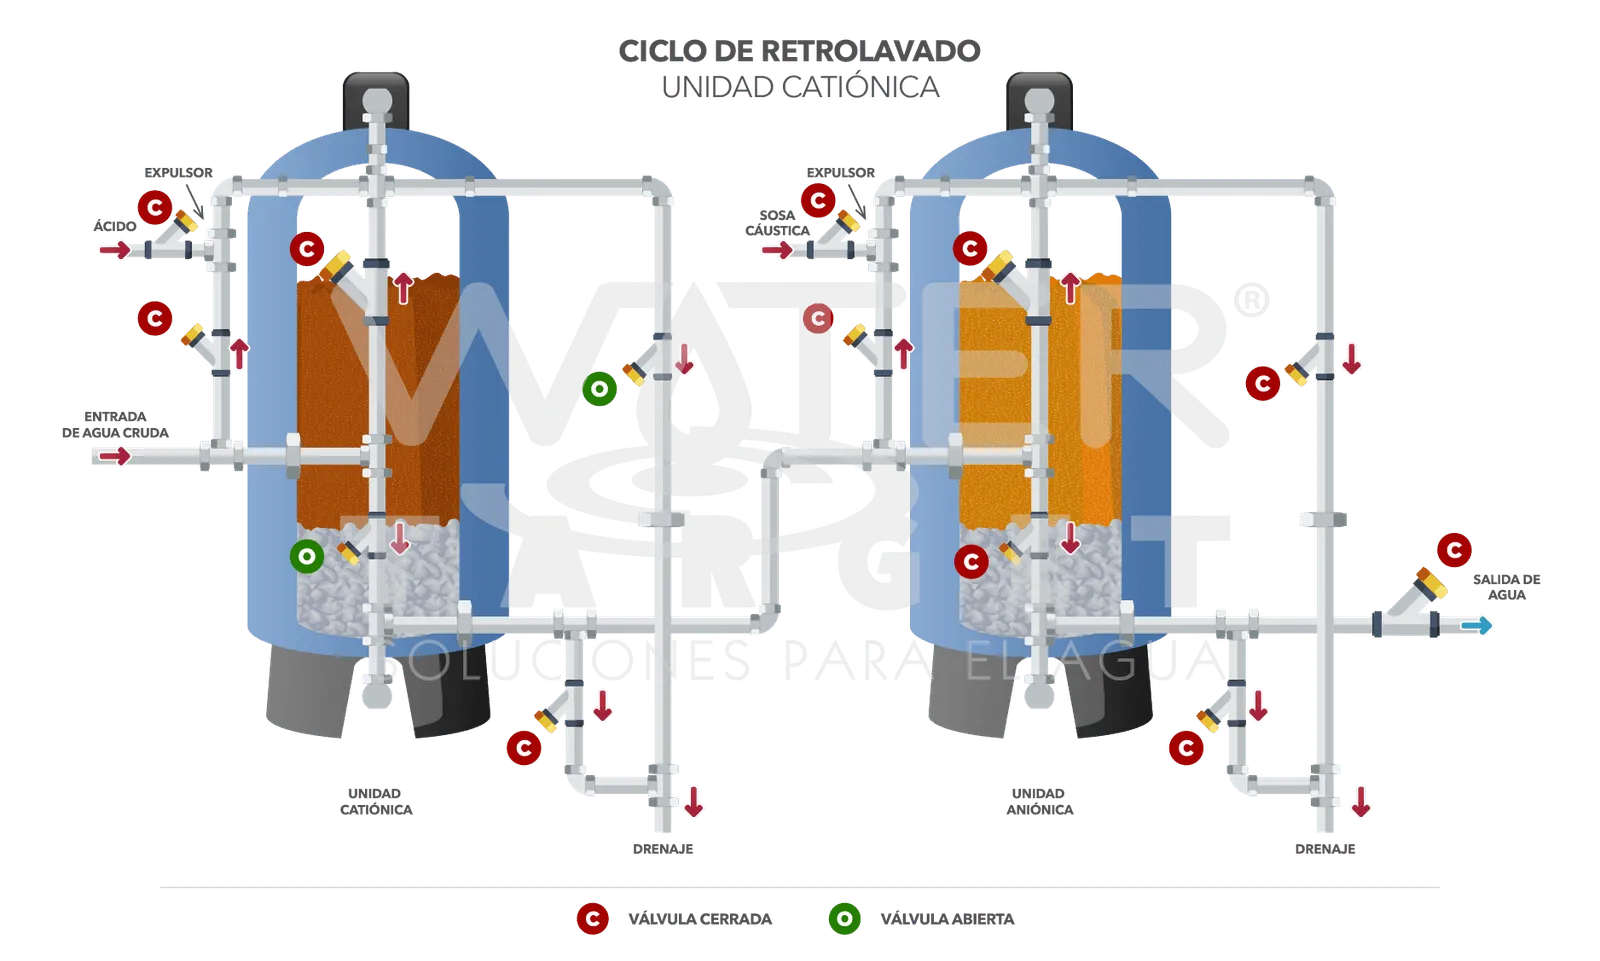 CICLO DE RETROLAVADO
UNIDAD CATIÓNICA
EXPULSOR
C
ÁCIDO
C
C
ENTRADA
DE AGUA CRUDA
O
O
C
UNIDAD
CATIÓNICA
DRENAJE
EXPULSOR
C
SOSA
CÁUSTICA
C
C
C
C
C
SALIDA DE
AGUA
C
UNIDAD
ANIÓNICA
DRENAJE
WATER®
TARGET
SOLUCIONES PARA EL AGUA
C VÁLVULA CERRADA
O VÁLVULA ABIERTA